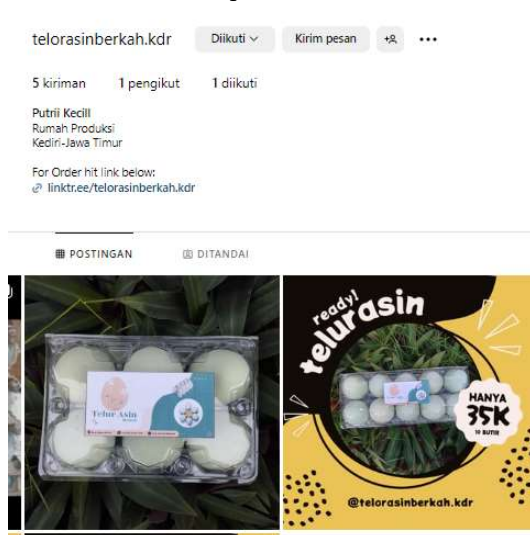 telorasinberkah.kdr Diikuti Kirim pesan
5 kiriman 1 pengikut 1 diikuti
Putrii Kecill
Rumah Produksi
Kediri-Jawa Timur
For Order hit link below:
linktr.ee/telorasinberkah.kdr
POSTINGAN DITANDAI
Telur Asin
ready!
telurasin
HANYA
35K
10 BUTIR
@telorasinberkah.kdr